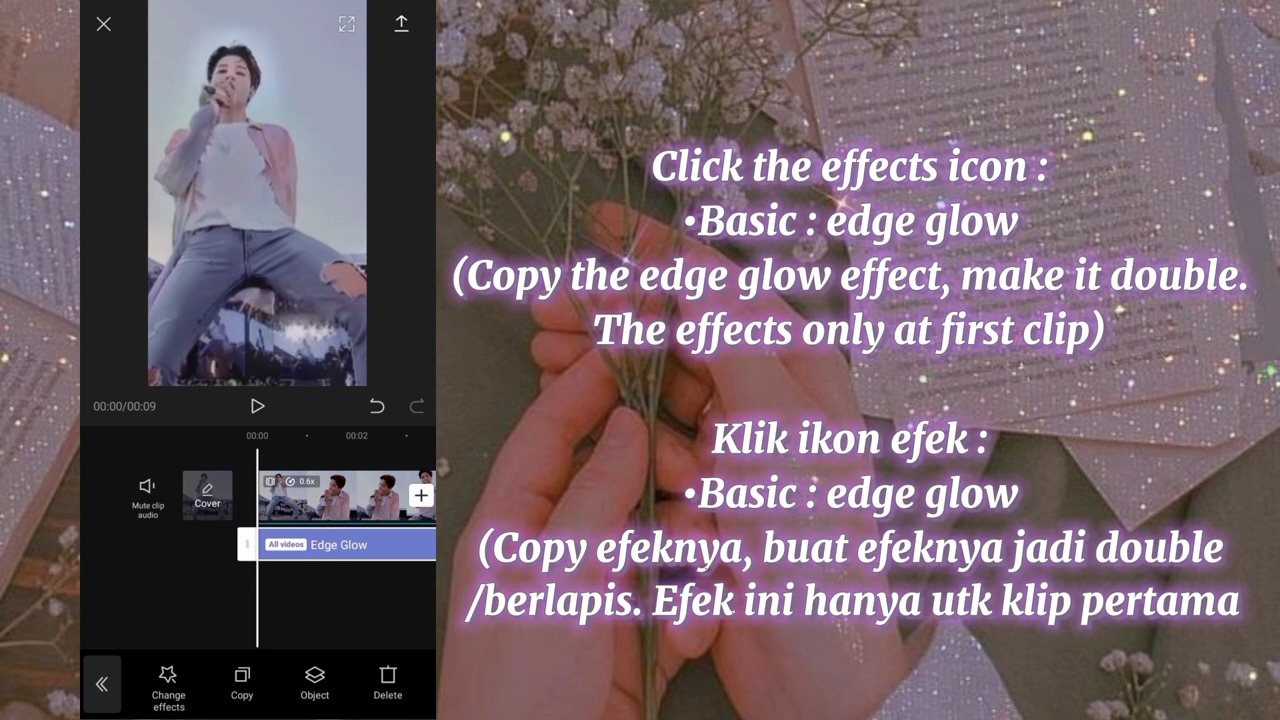 00:00/00:09
00:00
00:02
Mute clip
audio
Cover
0.6x
All videos Edge Glow
Change
effects
Copy
Object
Delete
Click the effects icon :
•Basic : edge glow
(Copy the edge glow effect, make it double.
The effects only at first clip)
Klik ikon efek :
•Basic : edge glow
(Copy efeknya, buat efeknya jadi double
/berlapis. Efek ini hanya utk klip pertama